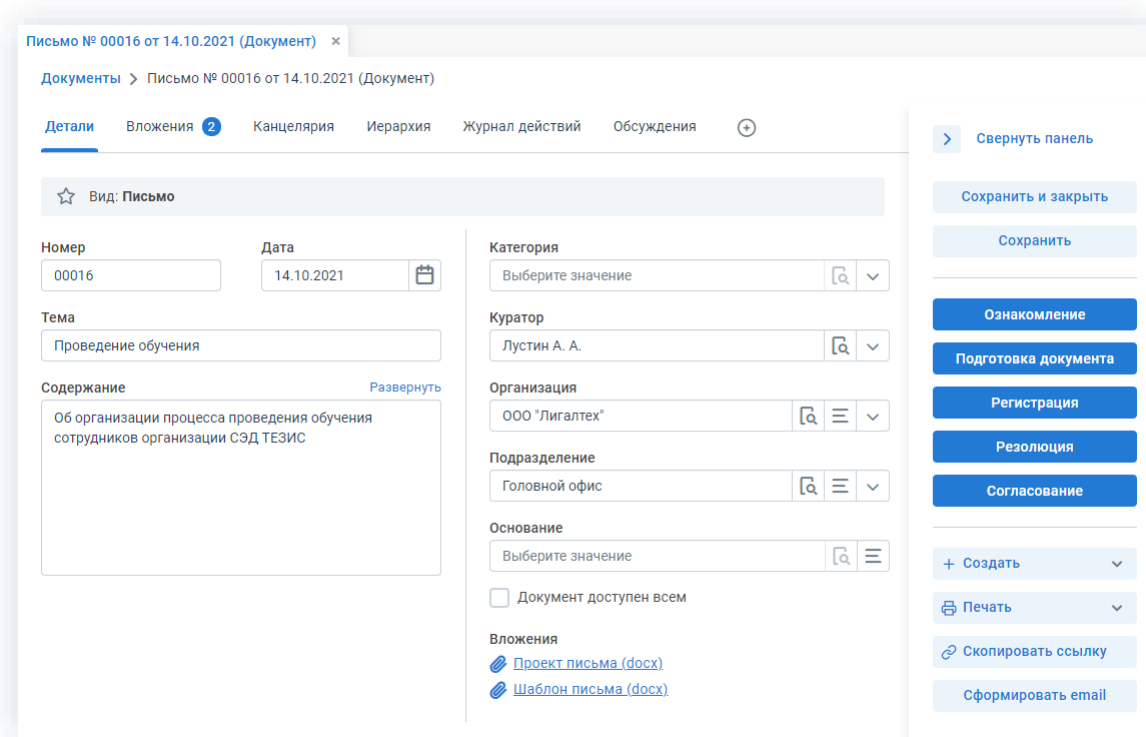 Письмо № 00016 от 14.10.2021 (Документ) ×
Документы > Письмо № 00016 от 14.10.2021 (Документ)
Детали Вложения 2 Канцелярия Иерархия Журнал действий Обсуждения
Вид: Письмо
Номер Дата
00016 14.10.2021
Тема
Проведение обучения
Содержание Развернуть
Об организации процесса проведения обучения
сотрудников организации СЭД ТЕЗИС
Категория
Выберите значение
Куратор
Лустин А. А.
Организация
ООО "Лигалтех"
Подразделение
Головной офис
Основание
Выберите значение
Документ доступен всем
Вложения
Проект письма (docx)
Шаблон письма (docx)
Свернуть панель
Сохранить и закрыть
Сохранить
Ознакомление
Подготовка документа
Регистрация
Резолюция
Согласование
+ Создать
Печать
Скопировать ссылку
Сформировать email